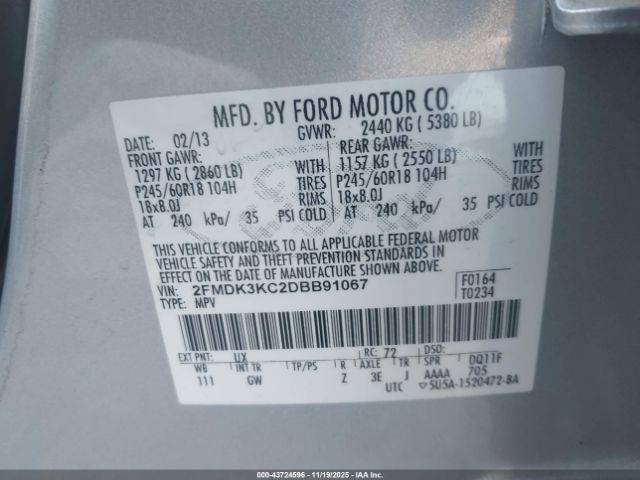 MFD. BY FORD MOTOR CO.
DATE: 02/13 GVWR: 2440 KG ( 5380 LB)
FRONT GAWR: REAR GAWR:
1297 KG ( 2860 LB) WITH 1157 KG ( 2550 LB) WITH
P245/60R18 104H TIRES P245/60R18 104H TIRES
18x8.0J RIMS 18x8.0J RIMS
AT 240 kPa/ 35 PSI COLD AT 240 kPa/ 35 PSI COLD
THIS VEHICLE CONFORMS TO ALL APPLICABLE FEDERAL MOTOR
VEHICLE SAFETY AND THEFT PREVENTION STANDARDS IN
EFFECT ON THE DATE OF MANUFACTURE SHOWN ABOVE.
VIN: 2FMDK3KC2DBB91067 F0164
TYPE: MPV T0234
EXT PNT: UX RC: 72 DSO:
WB INT TR TP/PS R AXLE TR SPR DQ11F
111 GW Z 3E J AAAA 705
UTC ▽5U5A-1520472-BA
00-43724596 - 11/19/2025 - IAAI.COM